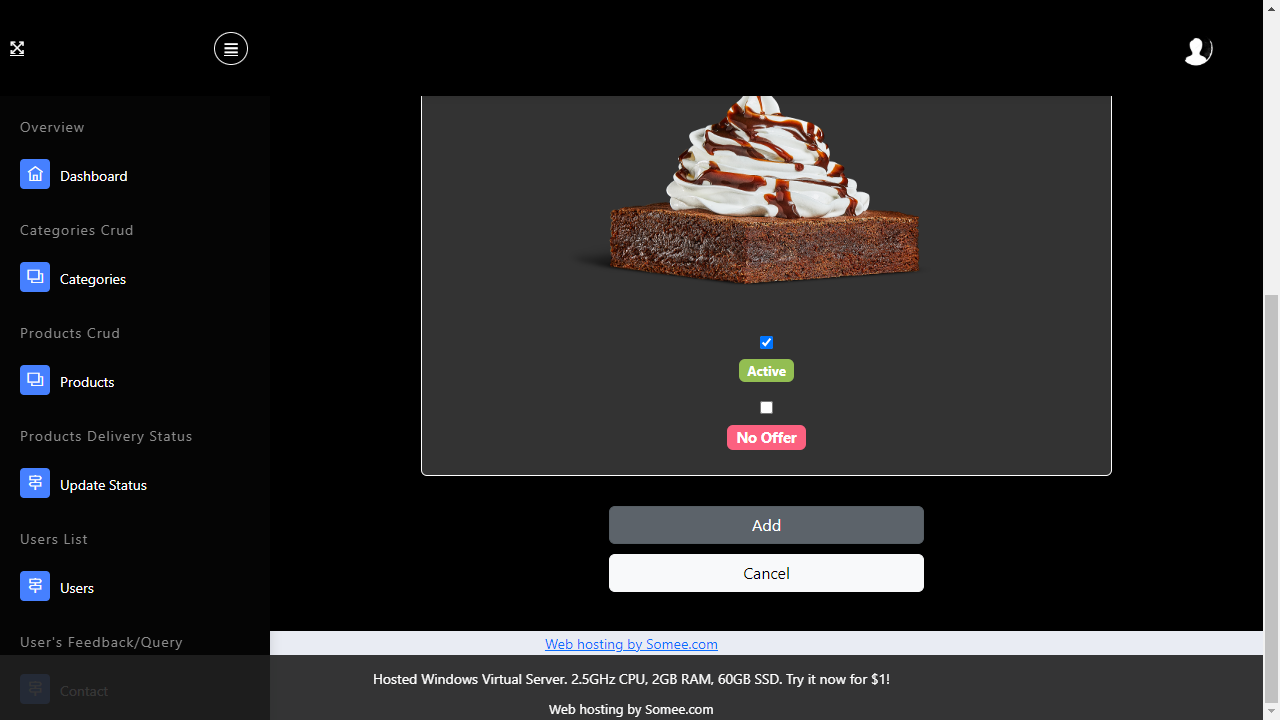 Overview
Dashboard
Categories Crud
Categories
Products Crud
Products
Products Delivery Status
Update Status
Users List
Users
User's Feedback/Query
Contact
Active
No Offer
Add
Cancel
Web hosting by Somee.com
Hosted Windows Virtual Server. 2.5GHz CPU, 2GB RAM, 60GB SSD. Try it now for $1!
Web hosting by Somee.com